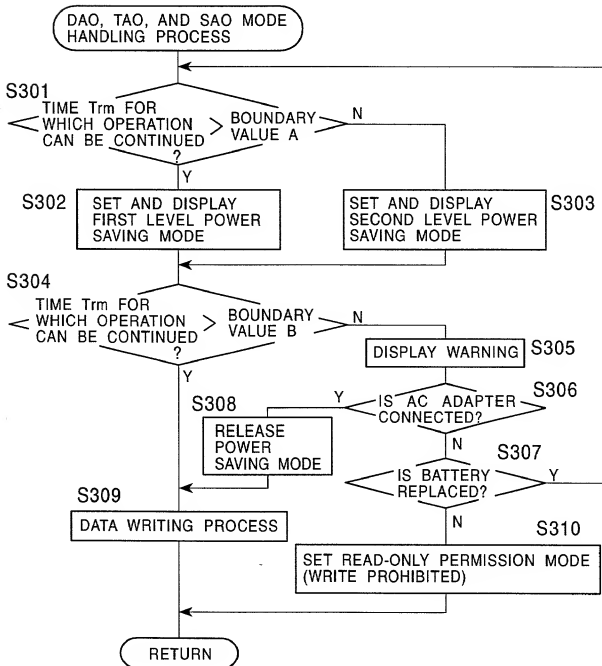 DAO, TAO, AND SAO MODE
HANDLING PROCESS
S301
TIME Trm FOR
WHICH OPERATION
CAN BE CONTINUED
?
>
BOUNDARY
VALUE A
N
Y
S302
SET AND DISPLAY
FIRST LEVEL POWER
SAVING MODE
SET AND DISPLAY
SECOND LEVEL POWER
SAVING MODE
S303
S304
TIME Trm FOR
WHICH OPERATION
CAN BE CONTINUED
?
>
BOUNDARY
VALUE B
N
Y
DISPLAY WARNING
S305
S306
IS AC ADAPTER
CONNECTED?
Y
N
S308
RELEASE
POWER
SAVING MODE
S307
IS BATTERY
REPLACED?
Y
N
S309
DATA WRITING PROCESS
S310
SET READ-ONLY PERMISSION MODE
(WRITE PROHIBITED)
RETURN